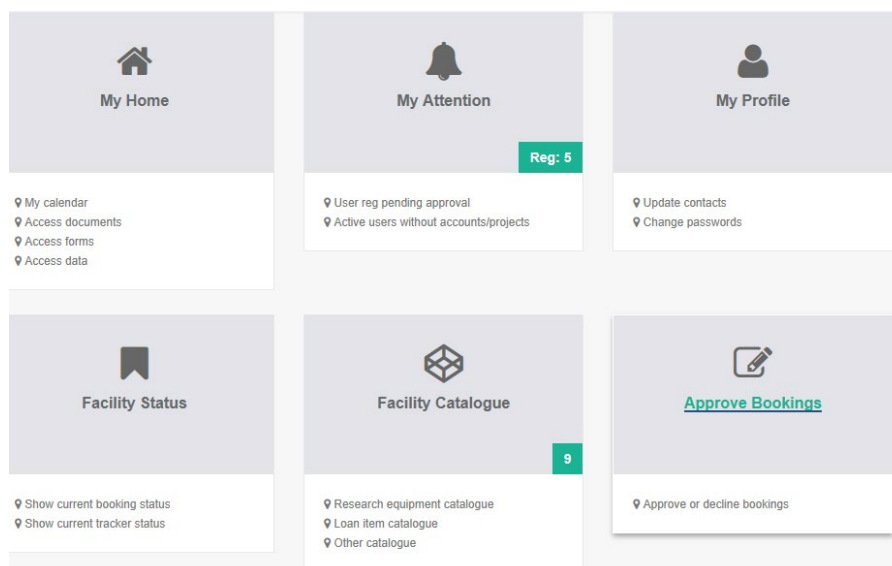 My Home
My Attention
Reg: 5
My Profile
My calendar
Access documents
Access forms
Access data
User reg pending approval
Active users without accounts/projects
Update contacts
Change passwords
Facility Status
Facility Catalogue
9
Approve Bookings
Show current booking status
Show current tracker status
Research equipment catalogue
Loan item catalogue
Other catalogue
Approve or decline bookings